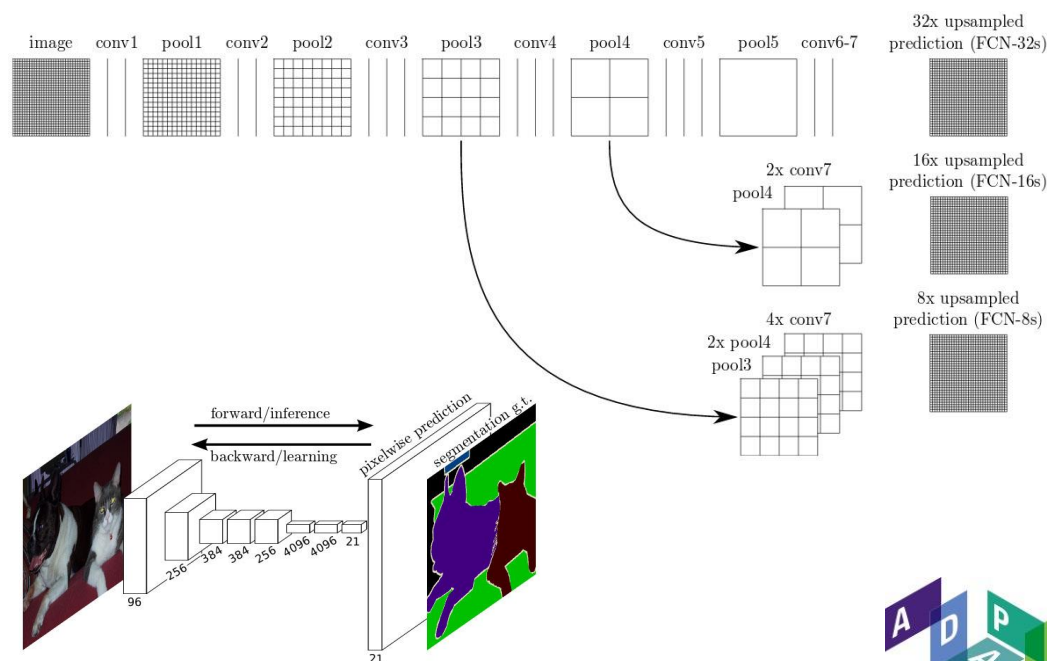 image conv1 pool1 conv2 pool2 conv3 pool3 conv4 pool4 conv5 pool5 conv6-7
32x upsampled
prediction (FCN-32s)
2x conv7
pool4
16x upsampled
prediction (FCN-16s)
4x conv7
2x pool4
pool3
8x upsampled
prediction (FCN-8s)
forward/inference
backward/learning
pixelwise prediction
segmentation g.t.
96
256
384
384
256
4096
4096
21
21
A D P
A